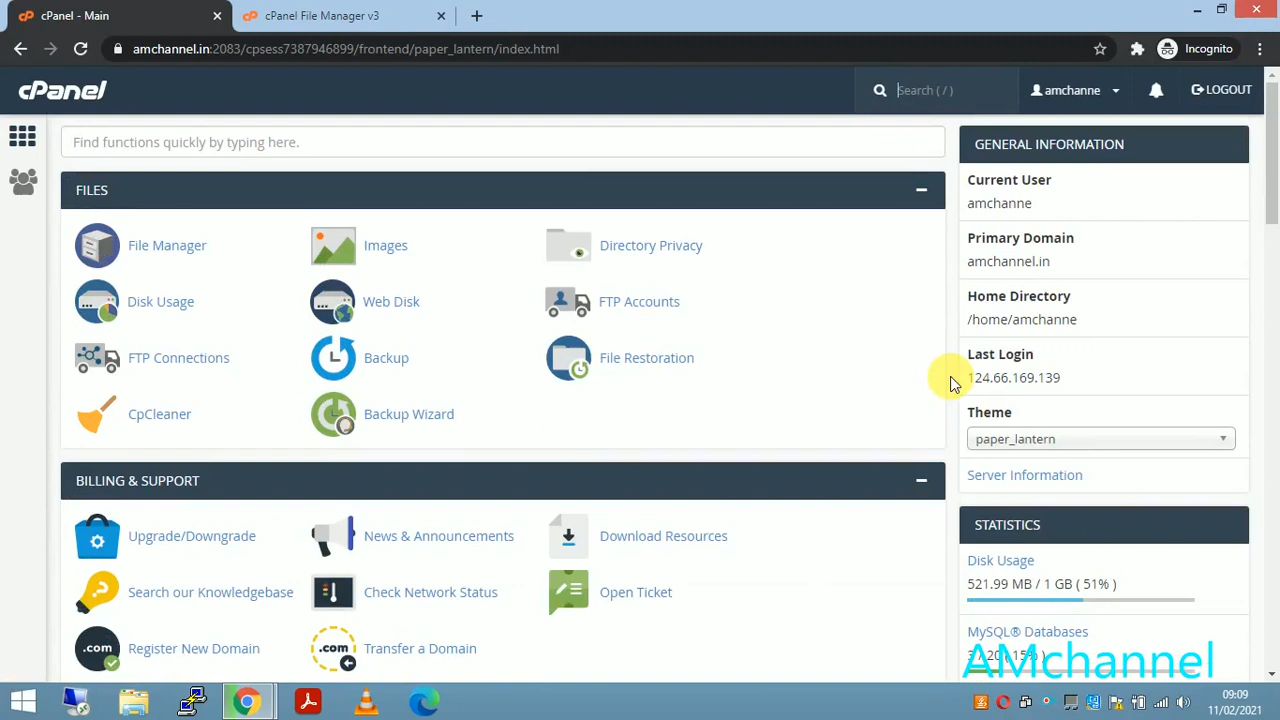 cPanel - Main
cPanel File Manager v3
amchannel.in:2083/cpsess7387946899/frontend/paper_lantern/index.html
Incognito
cPanel
Search ( / )
amchanne
LOGOUT
Find functions quickly by typing here.
FILES
File Manager
Images
Directory Privacy
Disk Usage
Web Disk
FTP Accounts
FTP Connections
Backup
File Restoration
CpCleaner
Backup Wizard
BILLING & SUPPORT
Upgrade/Downgrade
News & Announcements
Download Resources
Search our Knowledgebase
Check Network Status
Open Ticket
.com
Register New Domain
.com
Transfer a Domain
GENERAL INFORMATION
Current User
amchanne
Primary Domain
amchannel.in
Home Directory
/home/amchanne
Last Login
124.66.169.139
Theme
paper_lantern
Server Information
STATISTICS
Disk Usage
521.99 MB / 1 GB ( 51% )
MySQL® Databases
3 / 20 ( 15% )
AMchannel
09:09
11/02/2021